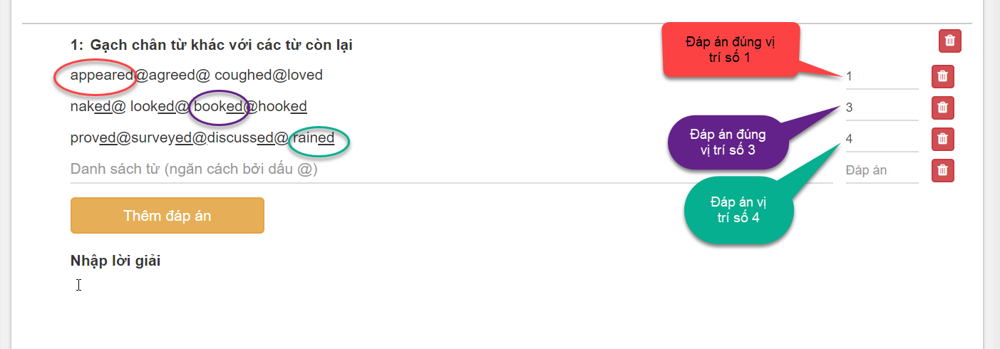 1: Gạch chân từ khác với các từ còn lại
Đáp án đúng vị
trí số 1
appeared@agreed@ coughed@loved
1
naked@ looked@ booked@hooked
3
Đáp án đúng
vị trí số 3
proved@surveyed@discussed@ rained
4
Danh sách từ (ngăn cách bởi dấu @)
Đáp án
Đáp án vị
trí số 4
Thêm đáp án
Nhập lời giải